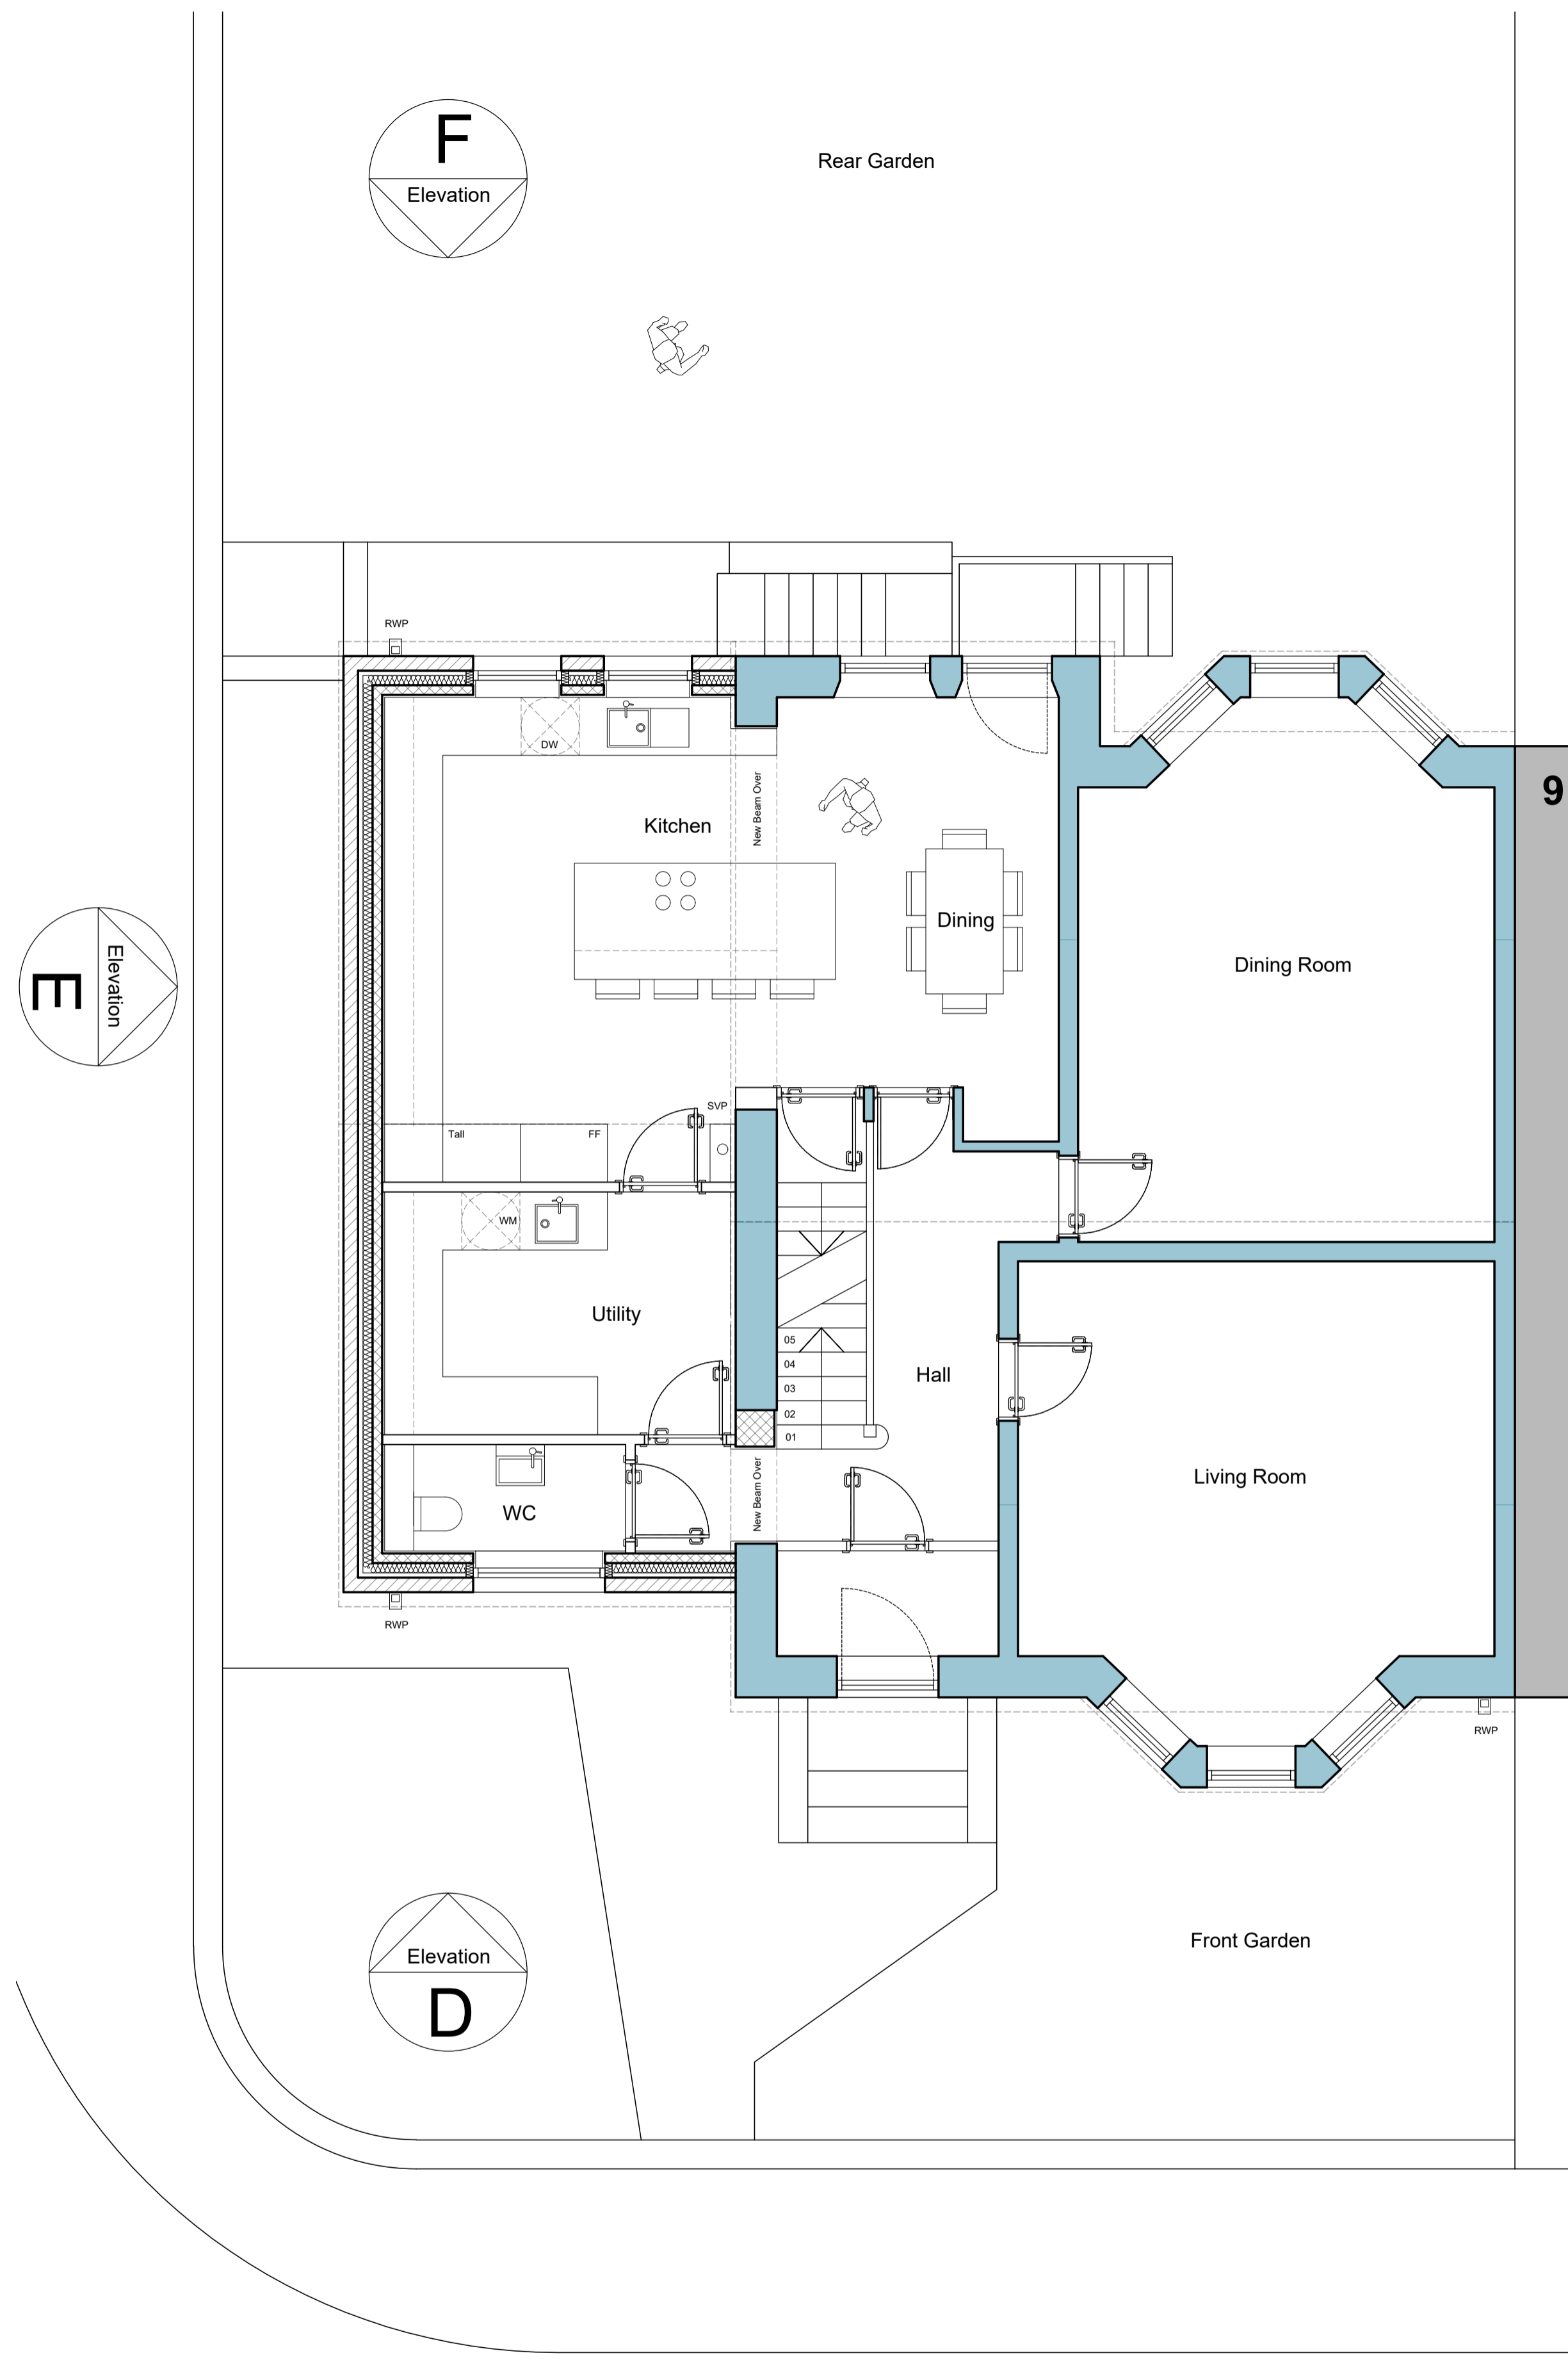 F
Elevation
Rear Garden
RWP
DW
9
New Beam Over
Kitchen
Dining
Elevation
E
Dining Room
SVP
Tall
FF
WM
Utility
05
04
03
02
01
Hall
Living Room
New Beam Over
WC
RWP
RWP
Front Garden
Elevation
D